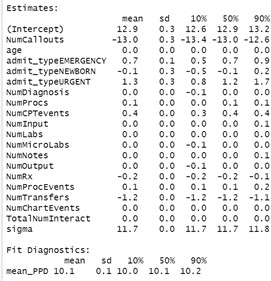 Estimates:
mean sd 10% 50% 90%
(Intercept) 12.9 0.3 12.6 12.9 13.2
NumCallouts -13.0 0.3 -13.4 -13.0 -12.6
age 0.0 0.0 0.0 0.0 0.0
admit_typeEMERGENCY 0.7 0.1 0.5 0.7 0.9
admit_typeNEWBORN -0.1 0.3 -0.5 -0.1 0.2
admit_typeURGENT 1.3 0.3 0.8 1.2 1.7
NumDiagnosis 0.0 0.0 -0.1 0.0 0.0
NumProcs 0.1 0.0 0.0 0.1 0.1
NumCPTevents 0.4 0.0 0.3 0.4 0.4
NumInput 0.0 0.0 0.0 0.0 0.1
NumLabs 0.0 0.0 0.0 0.0 0.0
NumMicroLabs 0.0 0.0 -0.1 0.0 0.0
NumNotes 0.0 0.0 0.0 0.0 0.1
NumOutput 0.0 0.0 -0.1 0.0 0.0
NumRx -0.2 0.0 -0.2 -0.2 -0.1
NumProcEvents 0.1 0.0 0.1 0.1 0.2
NumTransfers -1.2 0.0 -1.2 -1.2 -1.1
NumChartEvents 0.0 0.0 0.0 0.0 0.0
TotalNumInteract 0.0 0.0 0.0 0.0 0.0
sigma 11.7 0.0 11.7 11.7 11.8
Fit Diagnostics:
mean sd 10% 50% 90%
mean_PPD 10.1 0.1 10.0 10.1 10.2